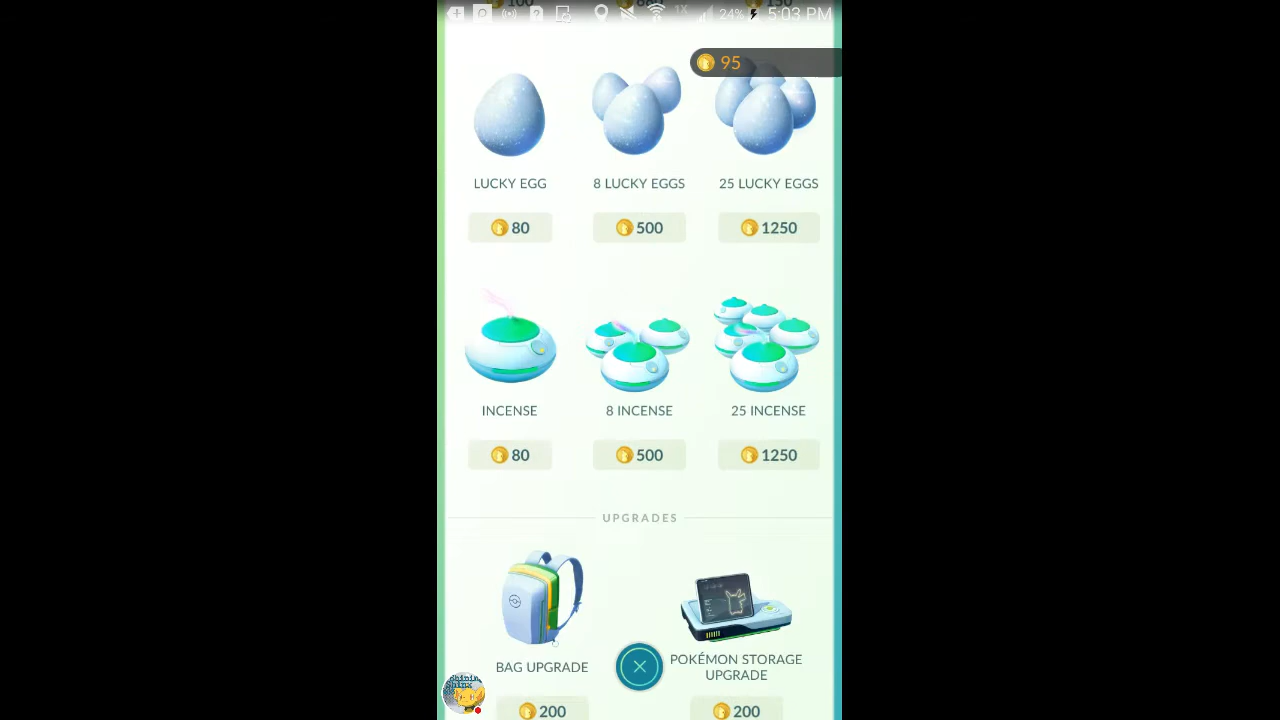 24% 5:03 PM
95
LUCKY EGG 8 LUCKY EGGS 25 LUCKY EGGS
80 500 1250
INCENSE 8 INCENSE 25 INCENSE
80 500 1250
UPGRADES
BAG UPGRADE
POKÉMON STORAGE
UPGRADE
200 200